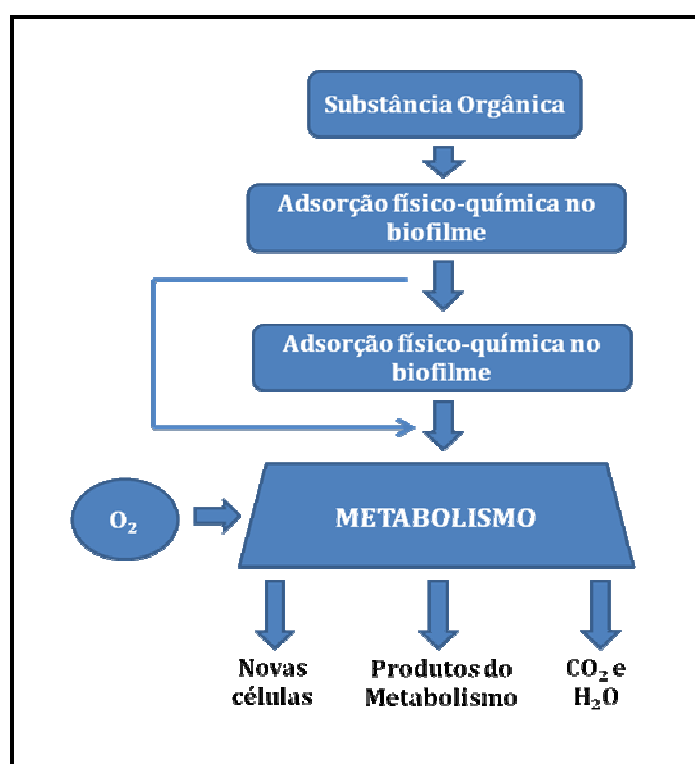 Substância Orgânica
Adsorção físico-química no
biofilme
Adsorção físico-química no
biofilme
O₂
METABOLISMO
Novas
células
Produtos do
Metabolismo
CO₂ e
H₂O